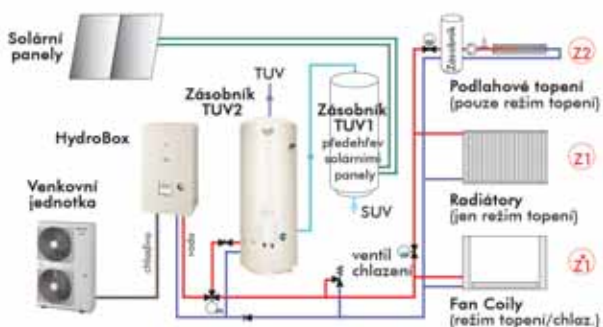 Solární
panely
TUV
Zásobník
TUV2
Zásobník
TUV1
předehřev
solárními
panely
SUV
HydroBox
Venkovní
jednotka
chladivo
voda
ventil
chlazení
Zásobník
Z2
Podlahové topení
(pouze režim topení)
Z1
Radiátory
(jen režim topení)
Z1
Fan Coily
(režim topení/chlaz.)